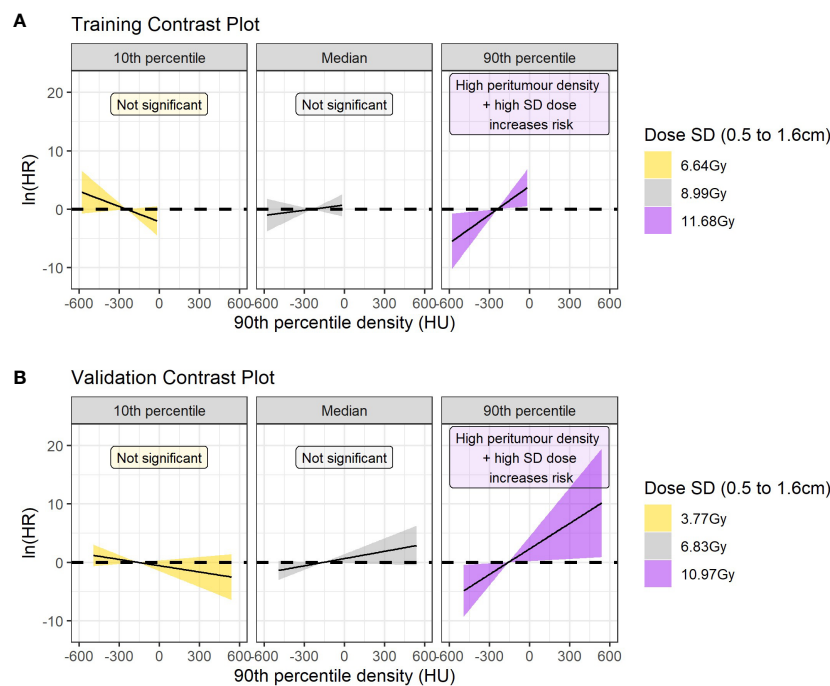 A
Training Contrast Plot
10th percentile
Median
90th percentile
Not significant
Not significant
High peritumour density
+ high SD dose
increases risk
ln(HR)
20
10
0
-10
-600 -300 0 300 600
-600 -300 0 300 600
-600 -300 0 300 600
90th percentile density (HU)
Dose SD (0.5 to 1.6cm)
6.64Gy
8.99Gy
11.68Gy
B
Validation Contrast Plot
10th percentile
Median
90th percentile
Not significant
Not significant
High peritumour density
+ high SD dose
increases risk
ln(HR)
20
10
0
-10
-600 -300 0 300 600
-600 -300 0 300 600
-600 -300 0 300 600
90th percentile density (HU)
Dose SD (0.5 to 1.6cm)
3.77Gy
6.83Gy
10.97Gy